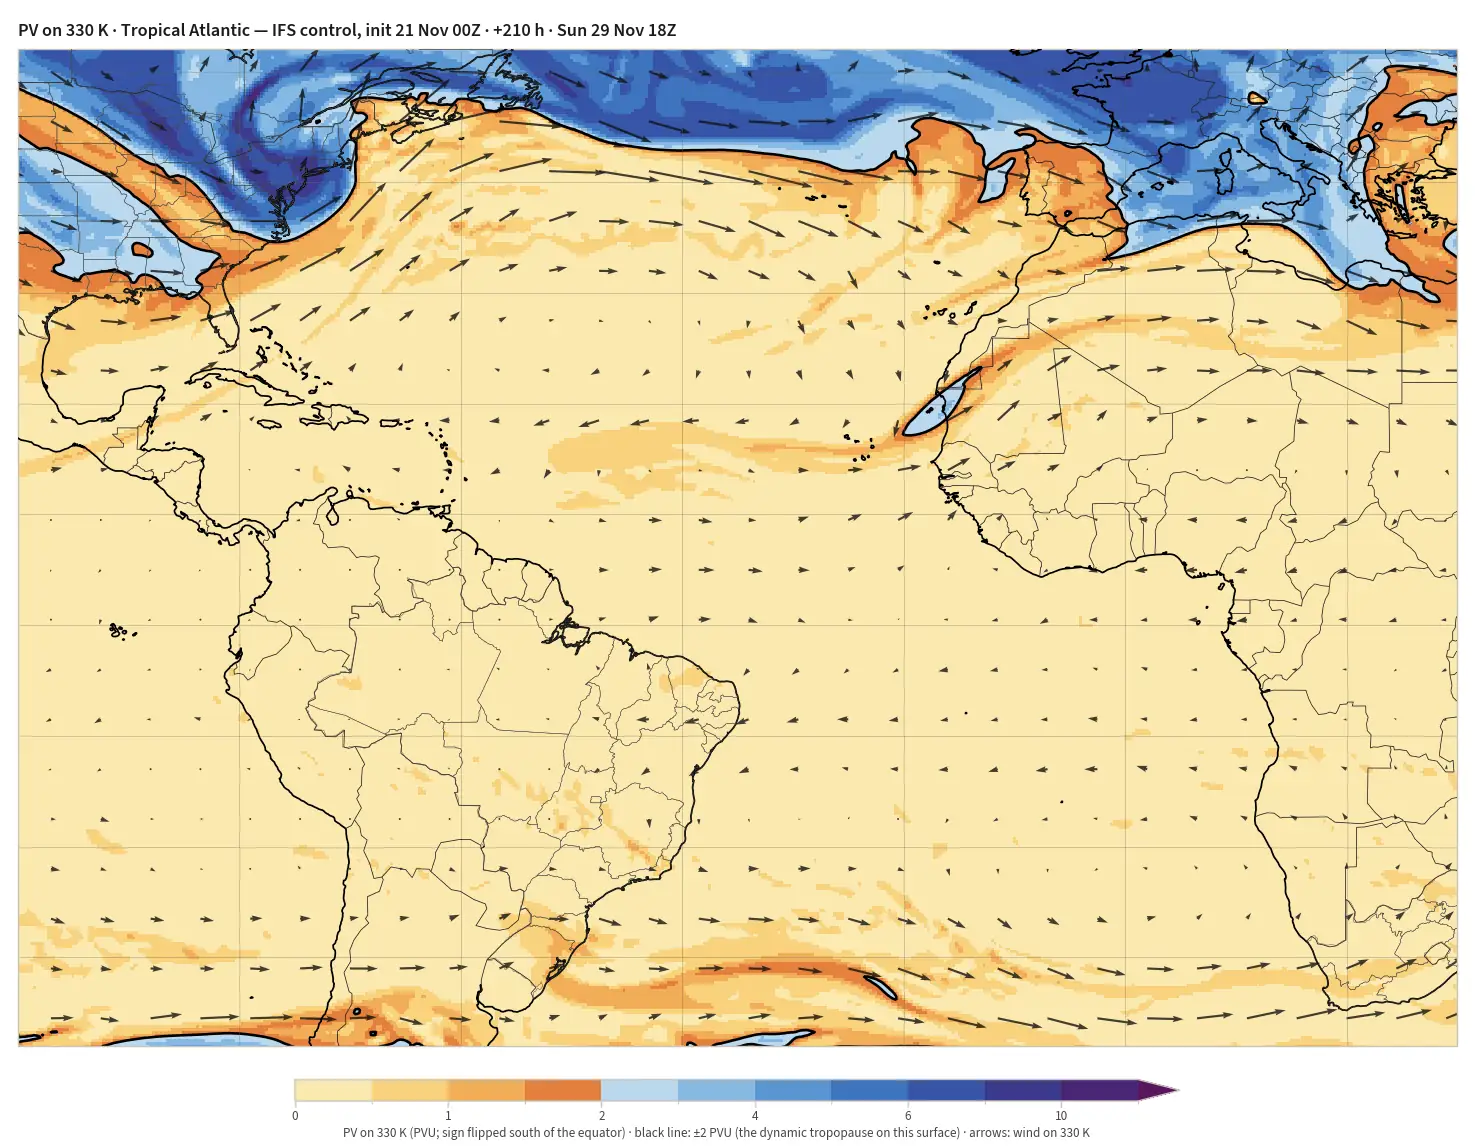 PV on 330 K · Tropical Atlantic — IFS control, init 21 Nov 00Z · +210 h · Sun 29 Nov 18Z
0 1 2 4 6 8 10
PV on 330 K (PVU; sign flipped south of the equator) · black line: ±2 PVU (the dynamic tropopause on this surface) · arrows: wind on 330 K